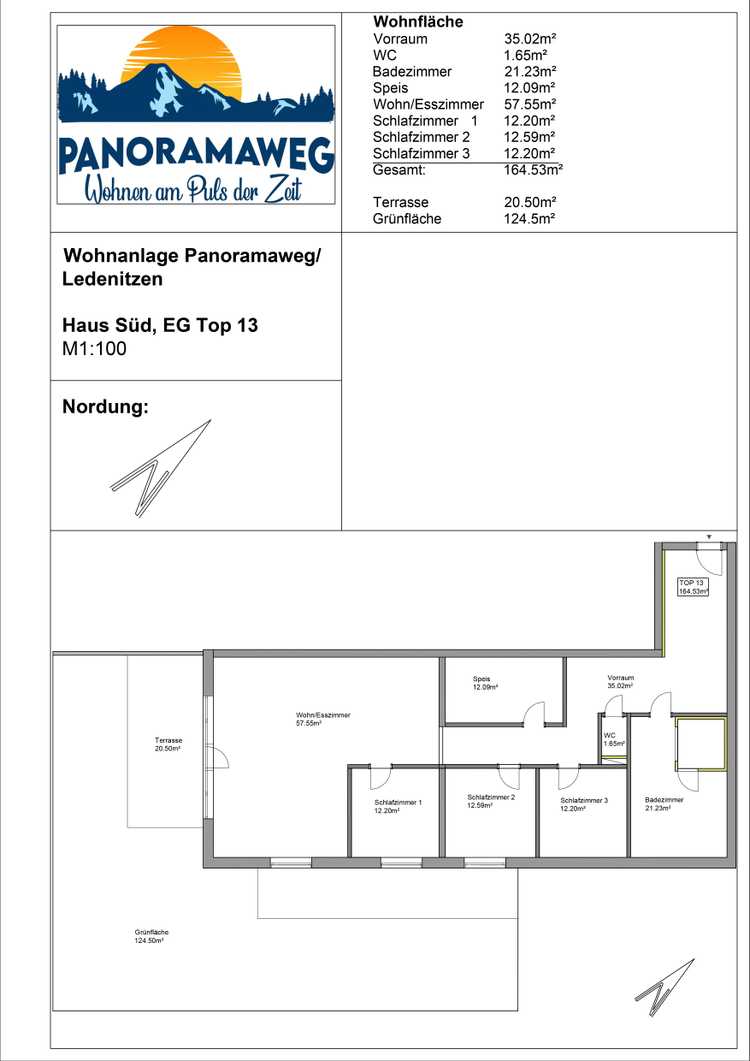 PANORAMAWEG
Wohnen am Puls der Zeit
Wohnfläche
Vorraum 35.02m²
WC 1.65m²
Badezimmer 21.23m²
Speis 12.09m²
Wohn/Esszimmer 57.55m²
Schlafzimmer 1 12.20m²
Schlafzimmer 2 12.59m²
Schlafzimmer 3 12.20m²
Gesamt: 164.53m²
Terrasse 20.50m²
Grünfläche 124.5m²
Wohnanlage Panoramaweg/
Ledenitzen
Haus Süd, EG Top 13
M1:100
Nordung:
N
TOP 13
164.53m²
Speis
12.09m²
Vorraum
35.02m²
Wohn/Esszimmer
57.55m²
Terrasse
20.50m²
WC
1.65m²
Schlafzimmer 1
12.20m²
Schlafzimmer 2
12.59m²
Schlafzimmer 3
12.20m²
Badezimmer
21.23m²
Grünfläche
124.50m²
N